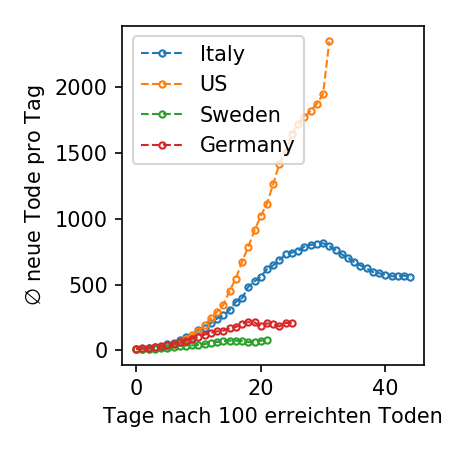 Italy
US
Sweden
Germany
2000
1500
1000
500
0
∅ neue Tode pro Tag
0 20 40
Tage nach 100 erreichten Toden